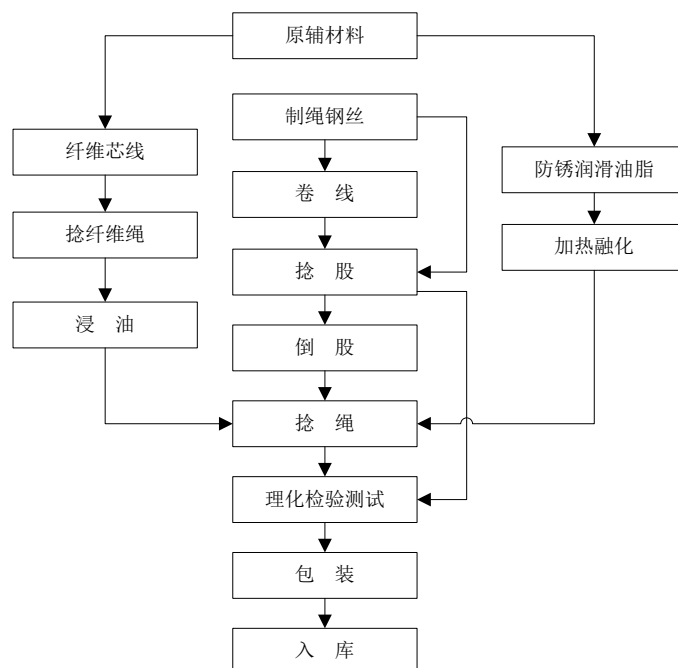 原辅材料
制绳钢丝
纤维芯线
防锈润滑油脂
卷 线
捻纤维绳
加热融化
捻 股
浸 油
倒 股
捻 绳
理化检验测试
包 装
入 库